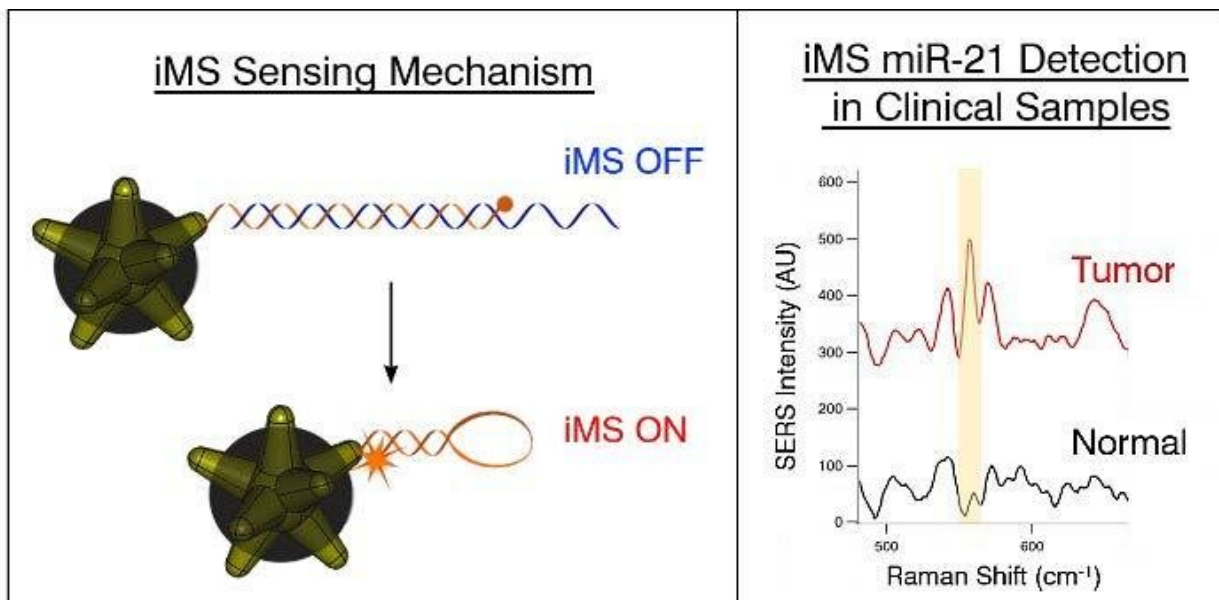 iMS Sensing Mechanism
iMS OFF
iMS ON
iMS miR-21 Detection
in Clinical Samples
600
500
400
300
200
100
0
SERS Intensity (AU)
Tumor
Normal
500
600
Raman Shift (cm⁻¹)